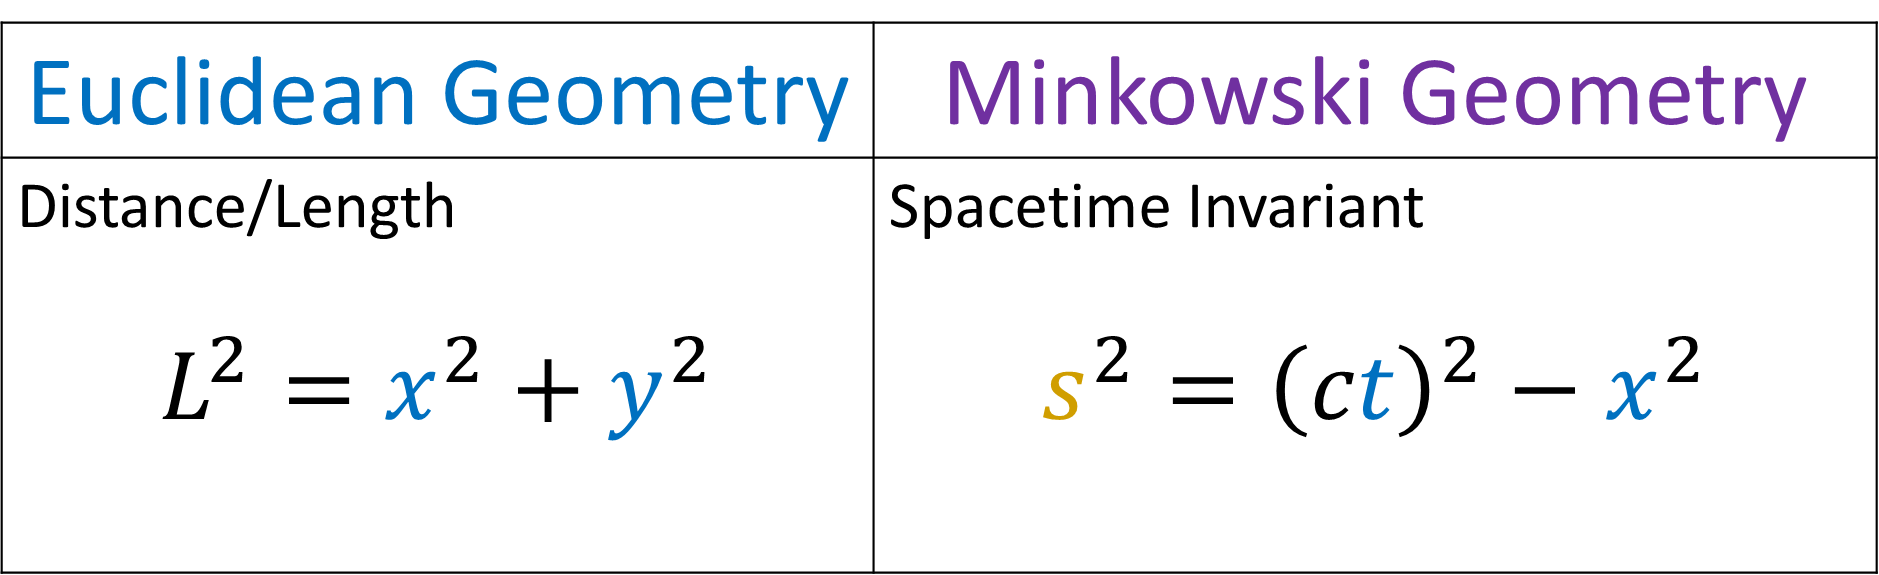 Euclidean Geometry
Minkowski Geometry
Distance/Length
Spacetime Invariant
L² = x² + y²
s² = (ct)² − x²